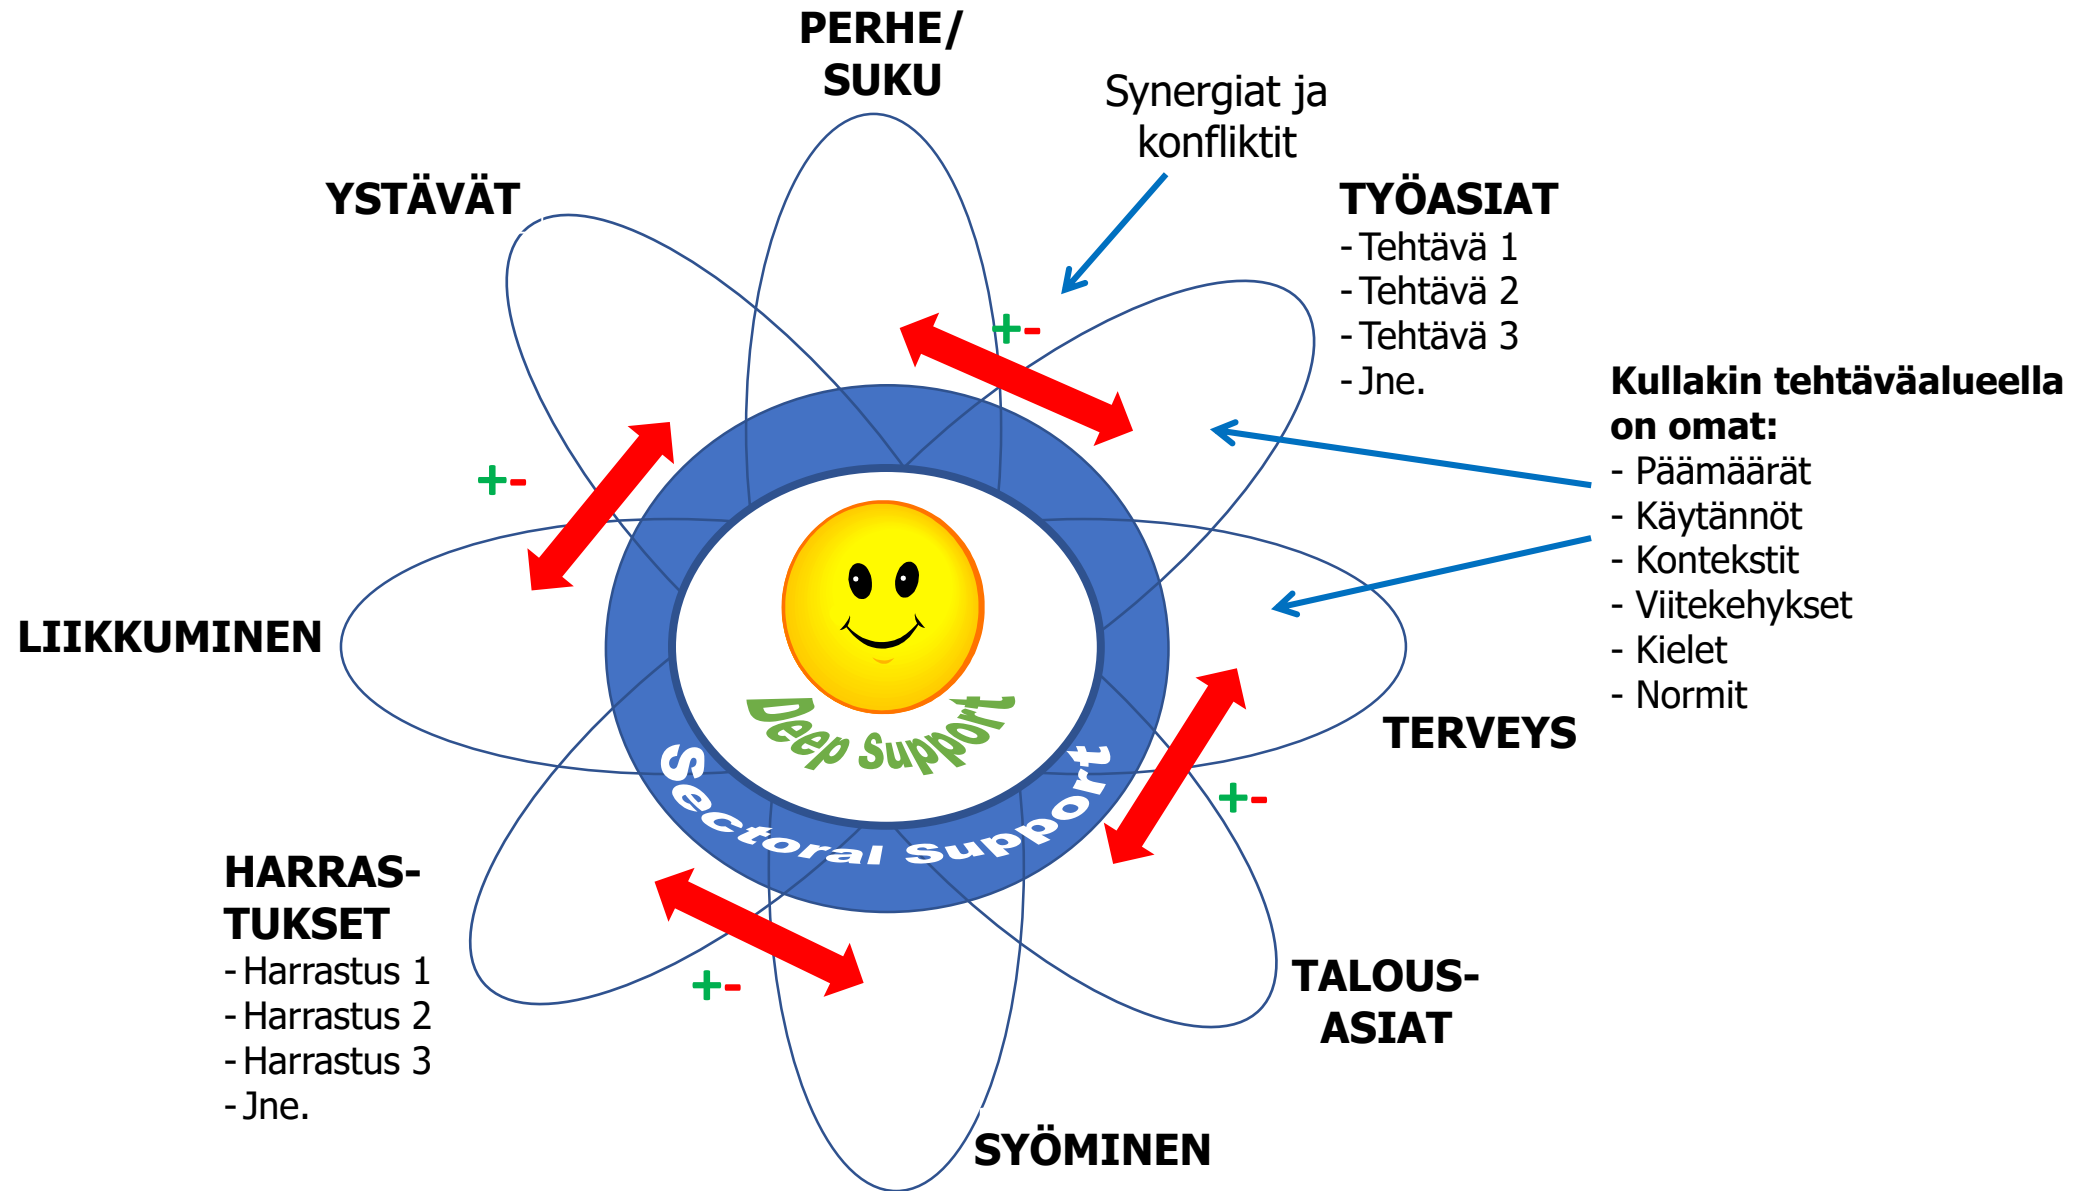 PERHE/
SUKU
Synergiat ja
konfliktit
YSTÄVÄT
TYÖASIAT
- Tehtävä 1
- Tehtävä 2
- Tehtävä 3
- Jne.
+-
Kullakin tehtäväalueella
on omat:
- Päämäärät
- Käytännöt
- Kontekstit
- Viitekehykset
- Kielet
- Normit
+-
LIIKKUMINEN
TERVEYS
Deep Support
Sectoral Support
+-
HARRAS-
TUKSET
- Harrastus 1
- Harrastus 2
- Harrastus 3
- Jne.
+-
TALOUS-
ASIAT
SYÖMINEN